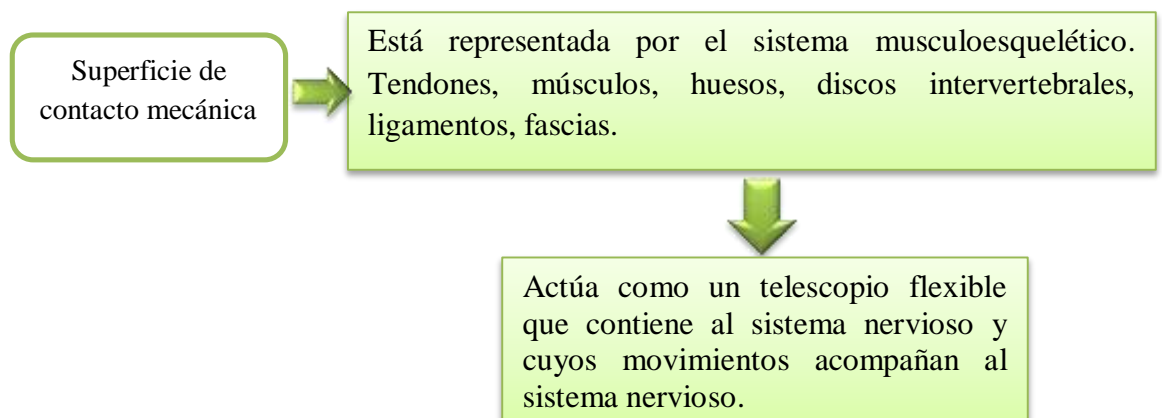 Superficie de
contacto mecánica
Está representada por el sistema musculoesquelético.
Tendones, músculos, huesos, discos intervertebrales,
ligamentos, fascias.
Actúa como un telescopio flexible
que contiene al sistema nervioso y
cuyos movimientos acompañan al
sistema nervioso.